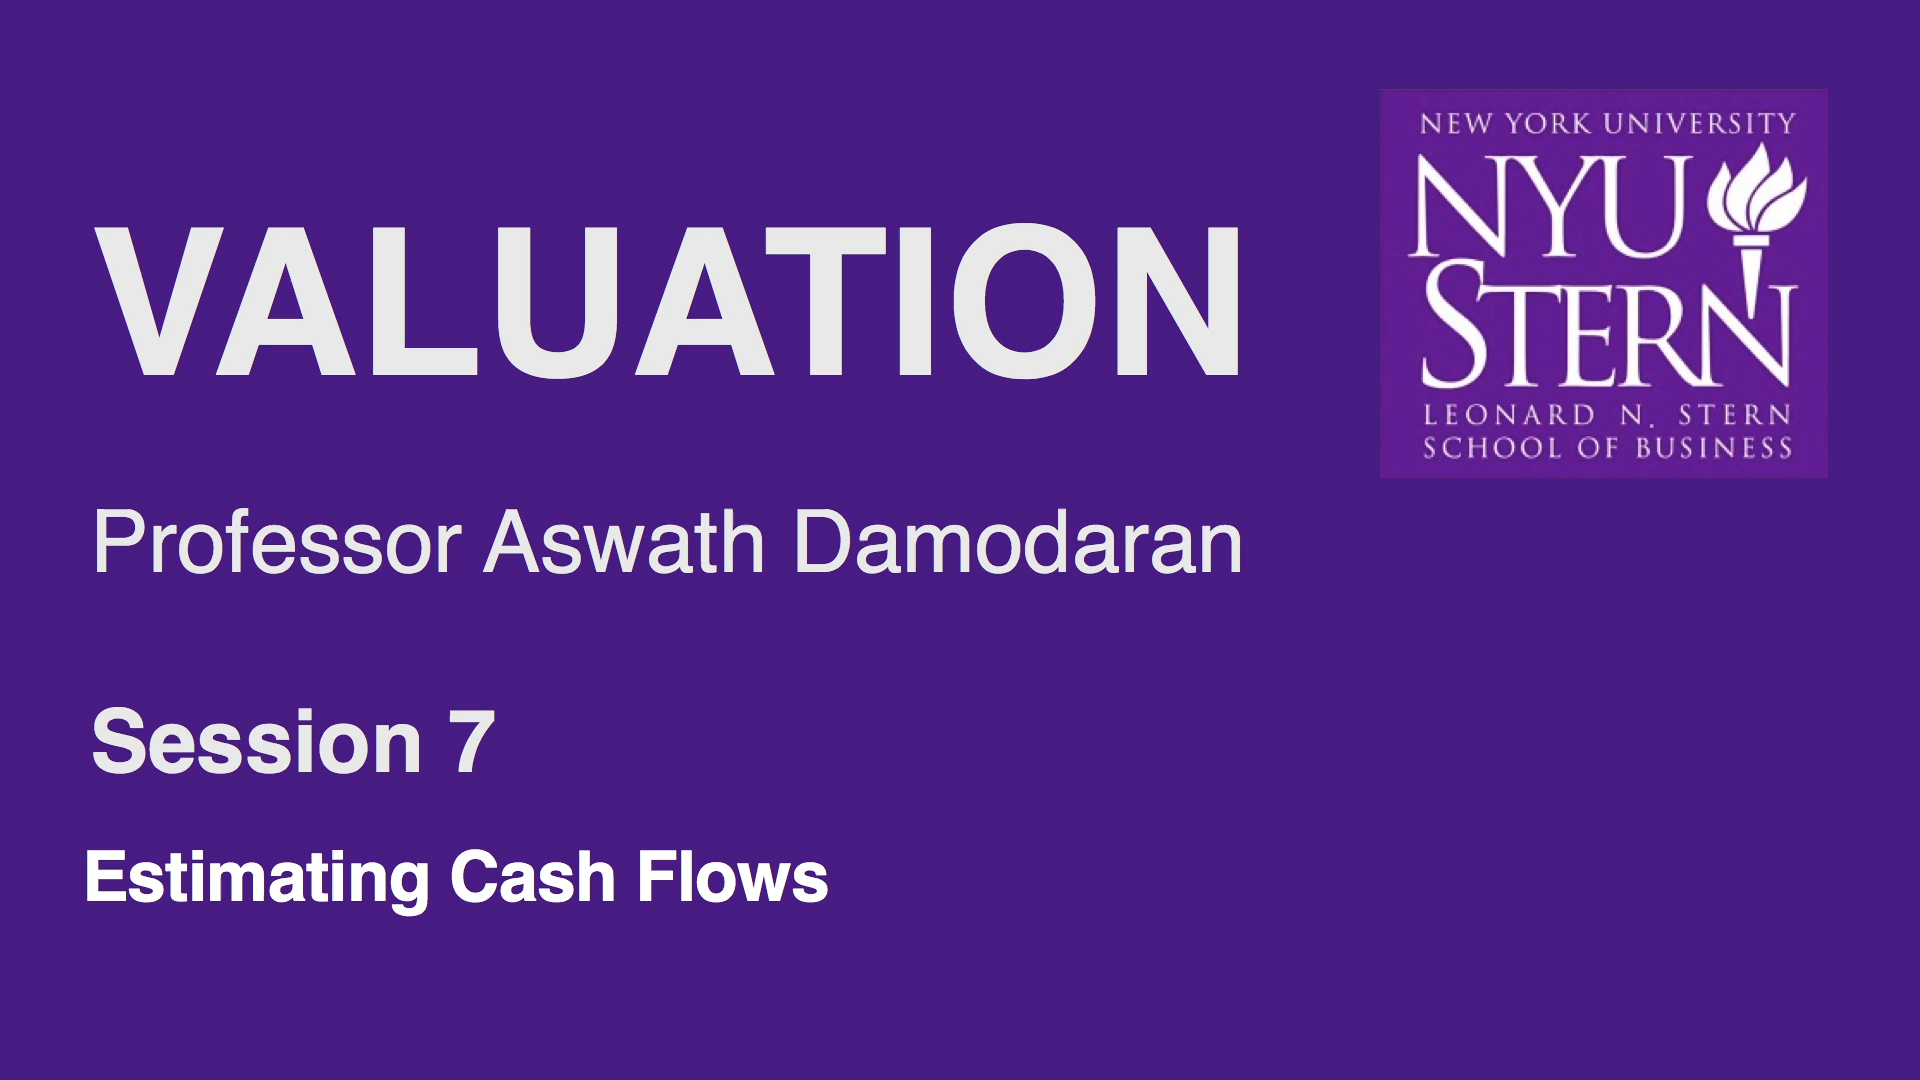 VALUATION
Professor Aswath Damodaran
Session 7
Estimating Cash Flows
NEW YORK UNIVERSITY
NYU
STERN
LEONARD N. STERN
SCHOOL OF BUSINESS